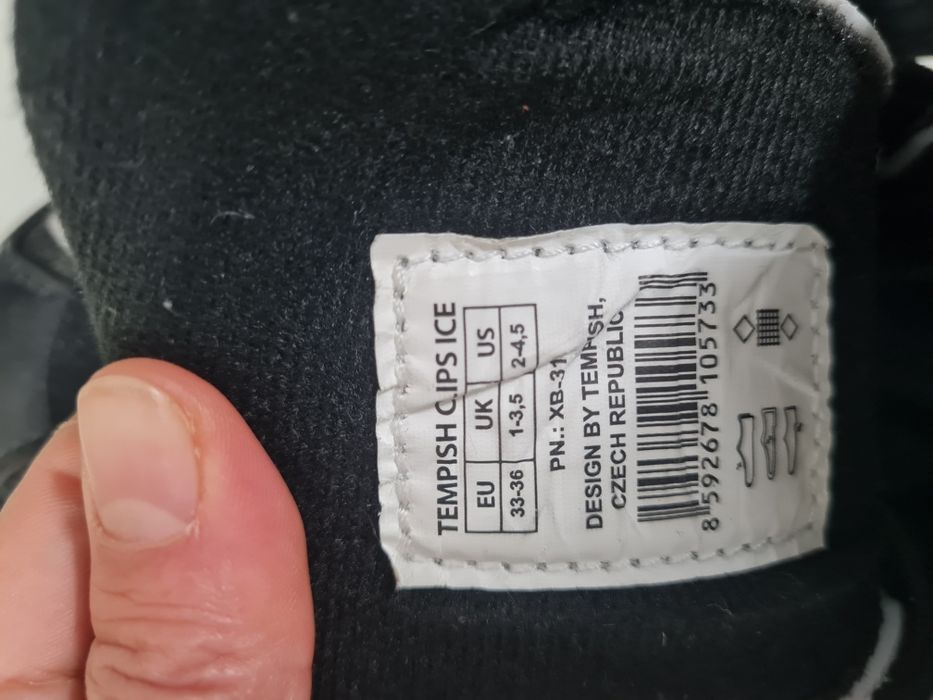 TEMPISH CLIPS ICE
EU UK US
33-36 1-3,5 2-4,5
PN.: XB-31
DESIGN BY TEMPISH,
CZECH REPUBLIC
8 592678 105733